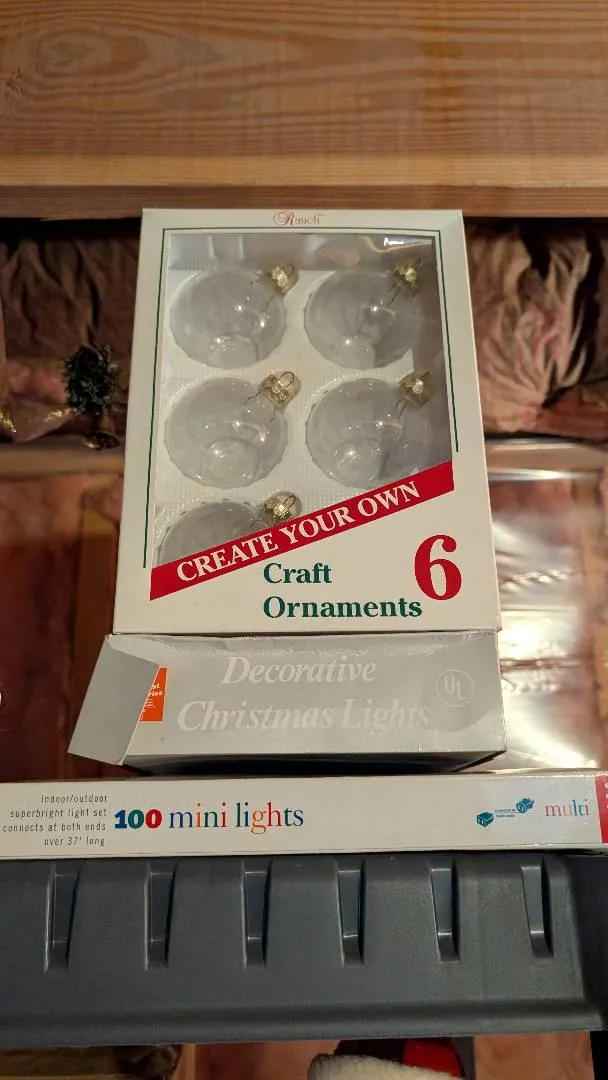 Rauch
CREATE YOUR OWN
Craft
Ornaments
6
Decorative
Christmas Lights
UL
indoor/outdoor
superbright light set
connects at both ends
over 37' long
100 mini lights
multi